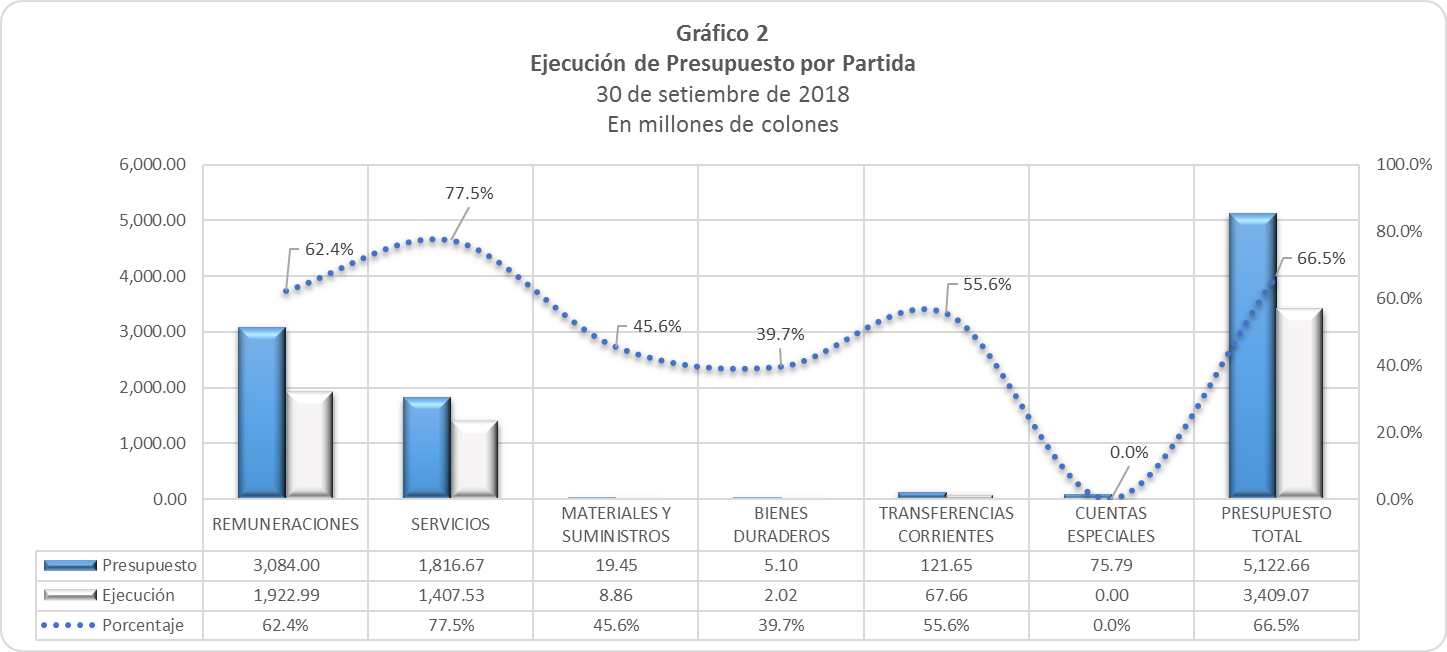 Gráfico 2
Ejecución de Presupuesto por Partida
30 de setiembre de 2018
En millones de colones
6,000.00
5,000.00
4,000.00
3,000.00
2,000.00
1,000.00
0.00
100.0%
80.0%
60.0%
40.0%
20.0%
0.0%
62.4%
77.5%
45.6%
39.7%
55.6%
0.0%
66.5%
REMUNERACIONES
SERVICIOS
MATERIALES Y
SUMINISTROS
BIENES
DURADEROS
TRANSFERENCIAS
CORRIENTES
CUENTAS
ESPECIALES
PRESUPUESTO
TOTAL
Presupuesto 3,084.00 1,816.67 19.45 5.10 121.65 75.79 5,122.66
Ejecución 1,922.99 1,407.53 8.86 2.02 67.66 0.00 3,409.07
Porcentaje 62.4% 77.5% 45.6% 39.7% 55.6% 0.0% 66.5%